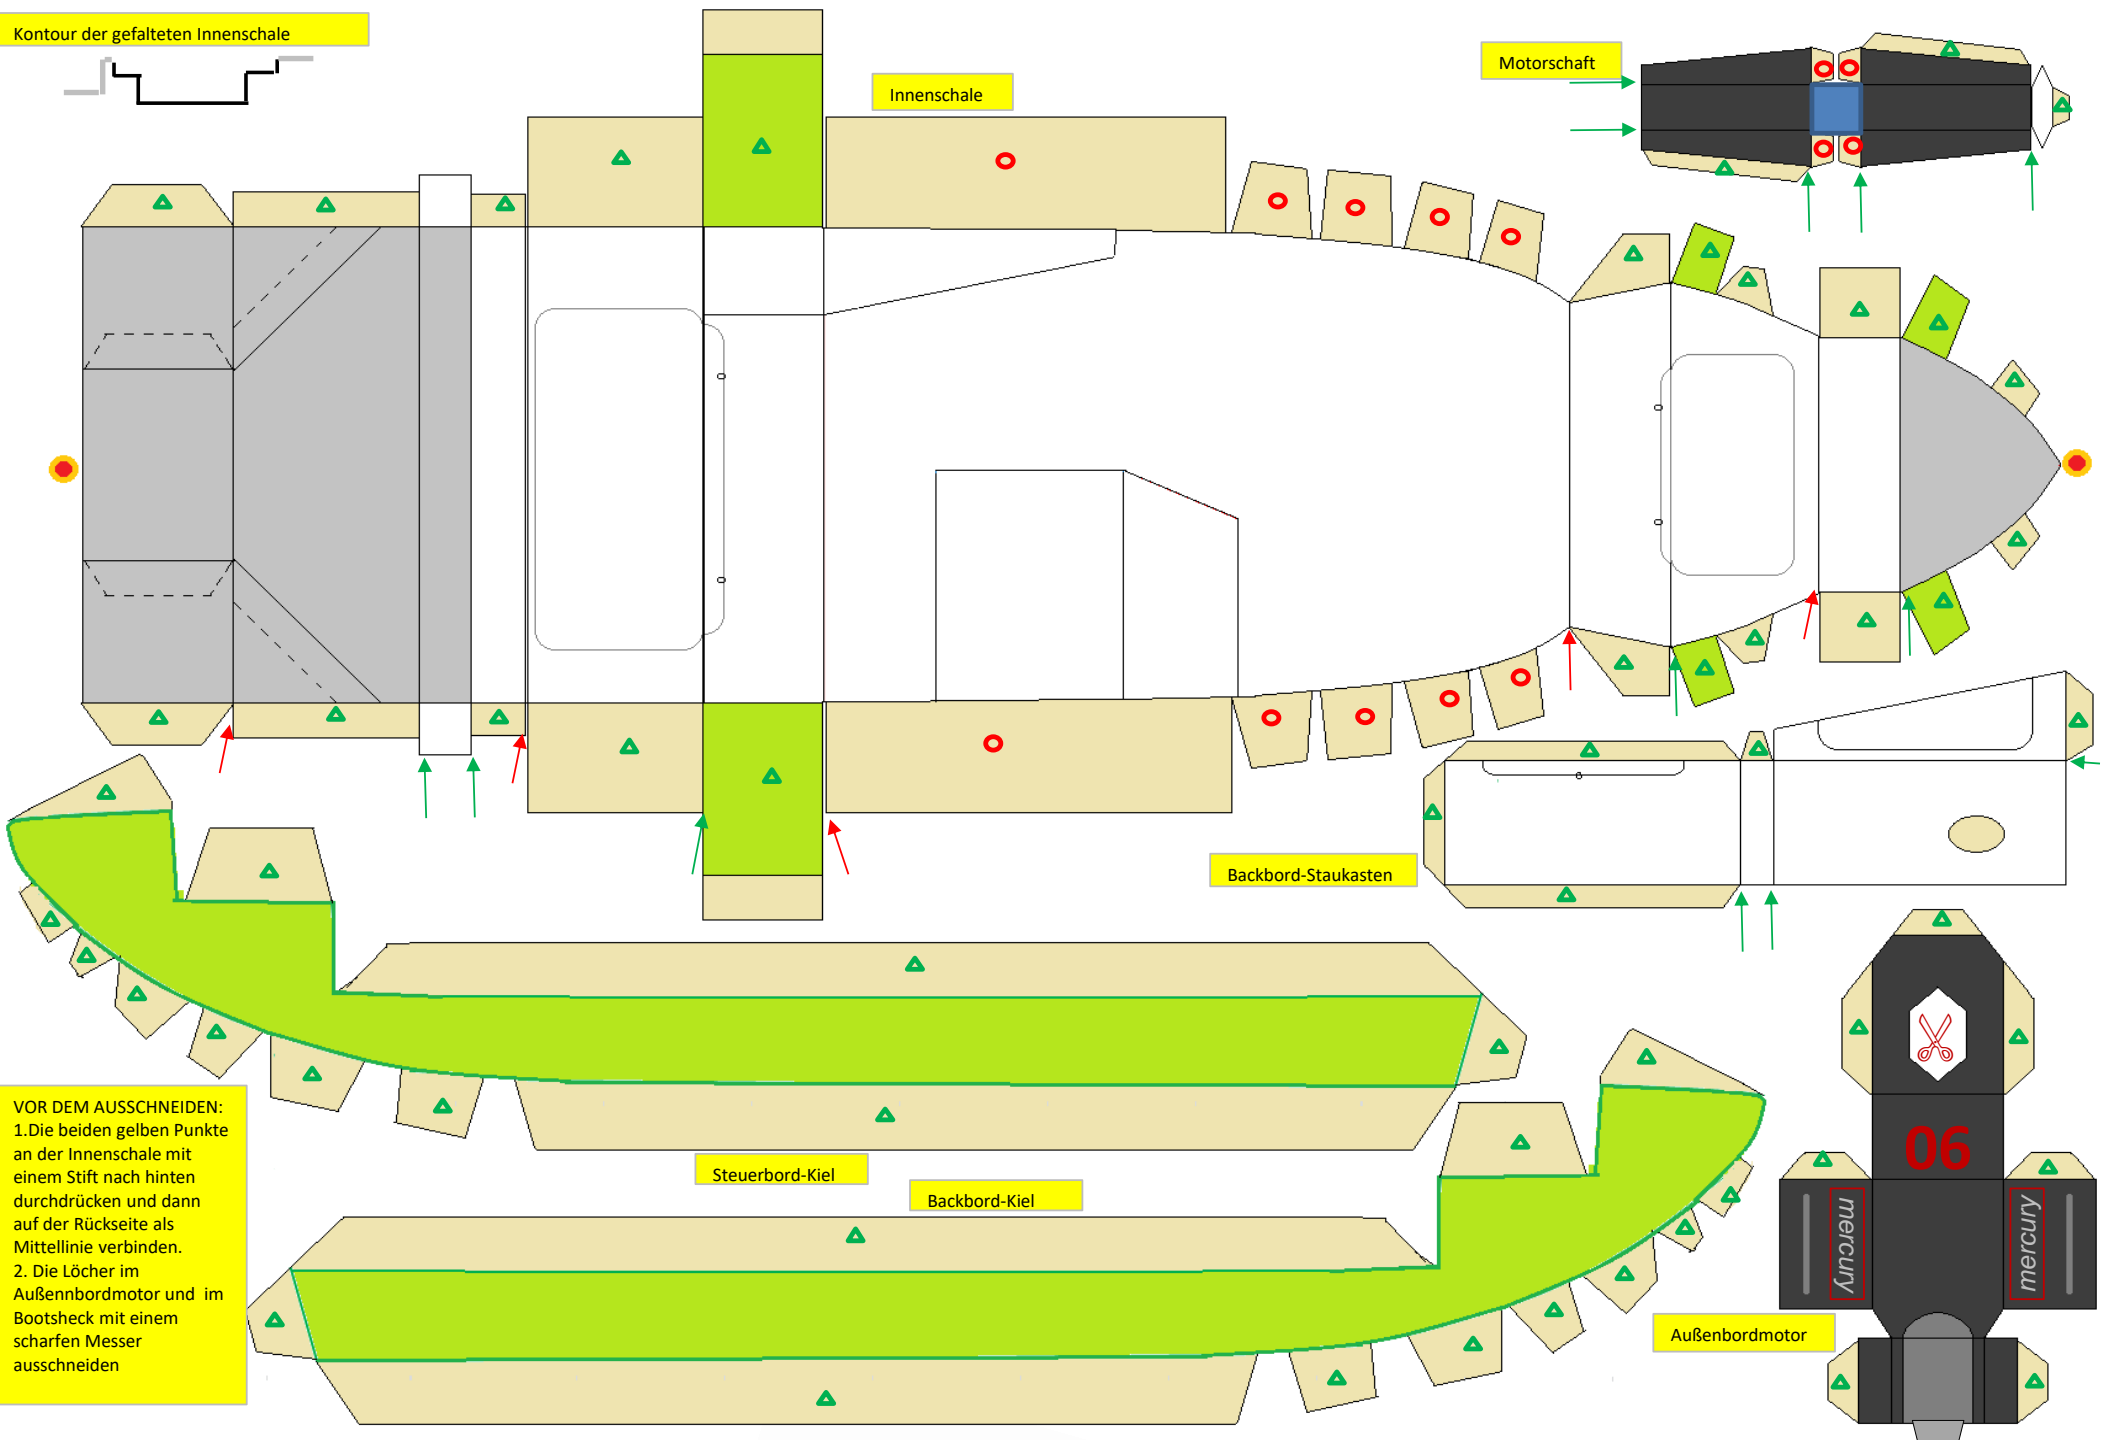 Kontour der gefalteten Innenschale
Innenschale
Motorschaft
Backbord-Staukasten
VOR DEM AUSSCHNEIDEN:
1.Die beiden gelben Punkte
an der Innenschale mit
einem Stift nach hinten
durchdrücken und dann
auf der Rückseite als
Mittellinie verbinden.
2. Die Löcher im
Außennbordmotor und  im
Bootsheck mit einem
scharfen Messer
ausschneiden
Steuerbord-Kiel
Backbord-Kiel
06
mercury
mercury
Außenbordmotor